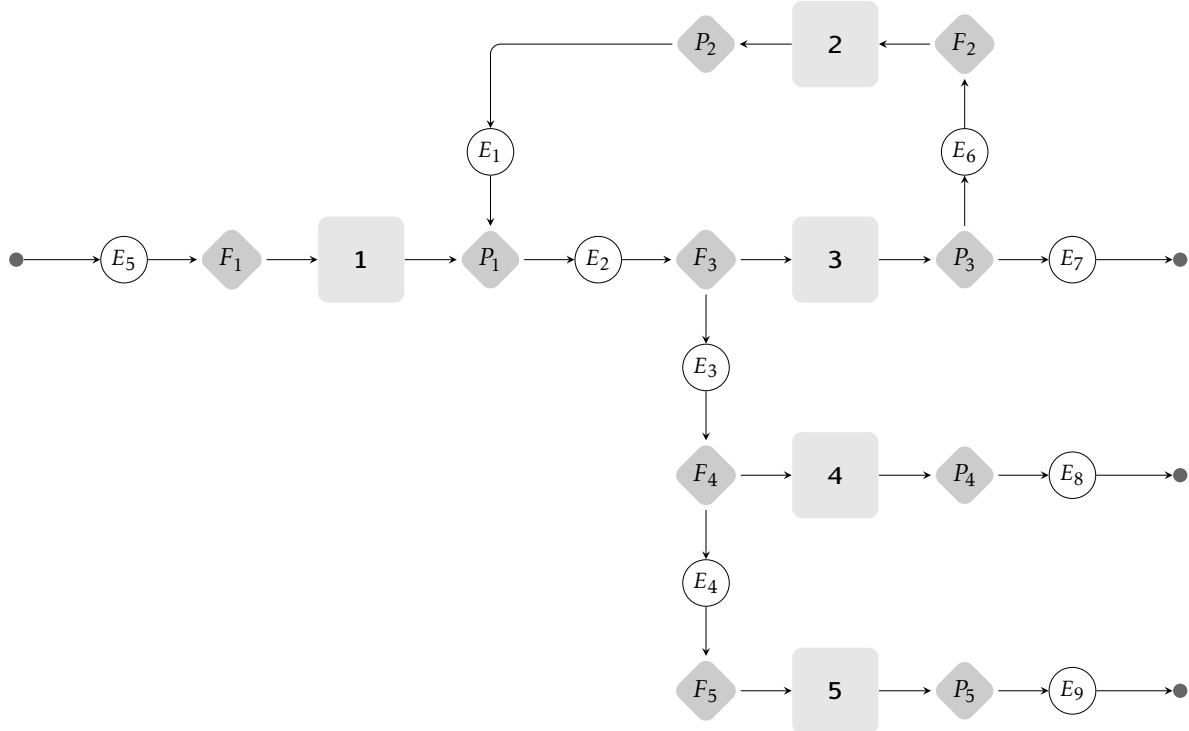 P₂ 2 F₂
E₁ E₆
E₅ F₁ 1 P₁ E₂ F₃ 3 P₃ E₇
E₃
F₄ 4 P₄ E₈
E₄
F₅ 5 P₅ E₉